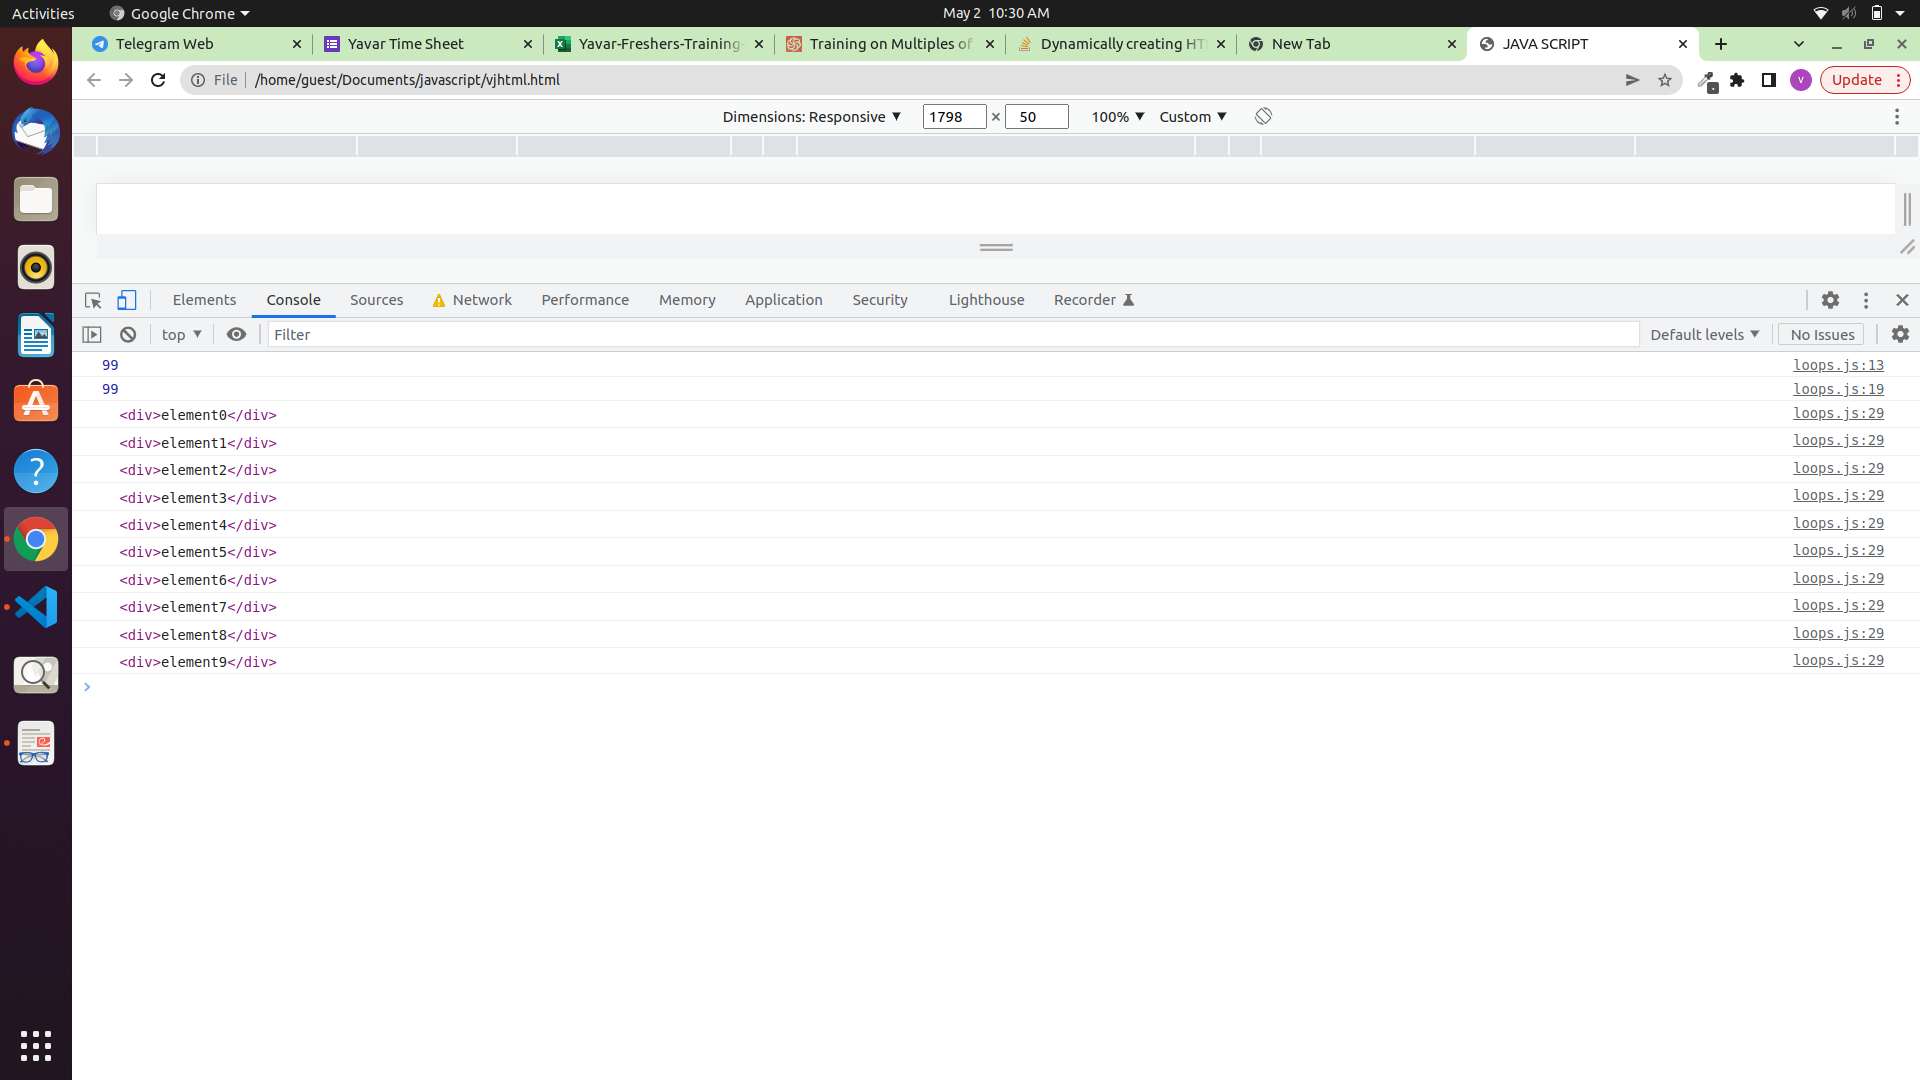 Activities
Google Chrome
May 2 10:30 AM
Telegram Web
Yavar Time Sheet
Yavar-Freshers-Training-
Training on Multiples of
Dynamically creating HT
New Tab
JAVA SCRIPT
File
/home/guest/Documents/javascript/vjhtml.html
V
Update
Dimensions: Responsive
1798 × 50
100%
Custom
Elements
Console
Sources
Network
Performance
Memory
Application
Security
Lighthouse
Recorder
top
Filter
Default levels
No Issues
99 loops.js:13
99 loops.js:19
<div>element0</div> loops.js:29
<div>element1</div> loops.js:29
<div>element2</div> loops.js:29
<div>element3</div> loops.js:29
<div>element4</div> loops.js:29
<div>element5</div> loops.js:29
<div>element6</div> loops.js:29
<div>element7</div> loops.js:29
<div>element8</div> loops.js:29
<div>element9</div> loops.js:29